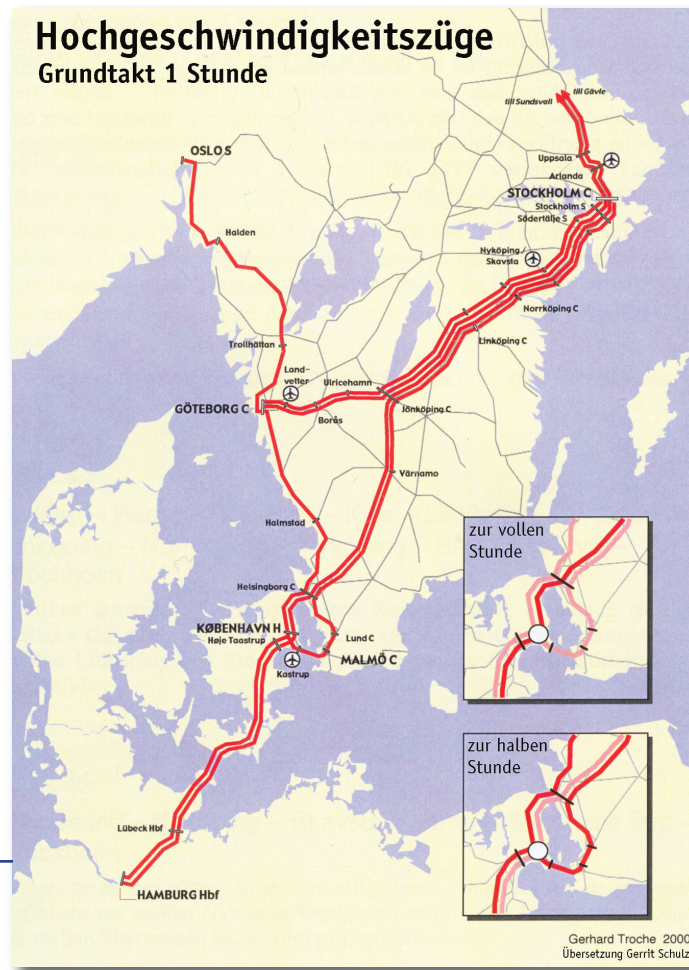 Hochgeschwindigkeitszüge
Grundtakt 1 Stunde
till Gävle
till Sundsvall
OSLO S
Uppsala
Arlanda
STOCKHOLM C
Stockholm S
Södertälje S
Halden
Nyköping/
Skavsta
Norrköping C
Linköping C
Trollhättan
Land-
vetter
Ulricehamn
GÖTEBORG C
Borås
Jönköping C
Värnamo
Halmstad
zur vollen
Stunde
Helsingborg C
KØBENHAVN H
Høje Taastrup
Lund C
MALMÖ C
Kastrup
zur halben
Stunde
Lübeck Hbf
HAMBURG Hbf
Gerhard Troche 2000
Übersetzung Gerrit Schulz